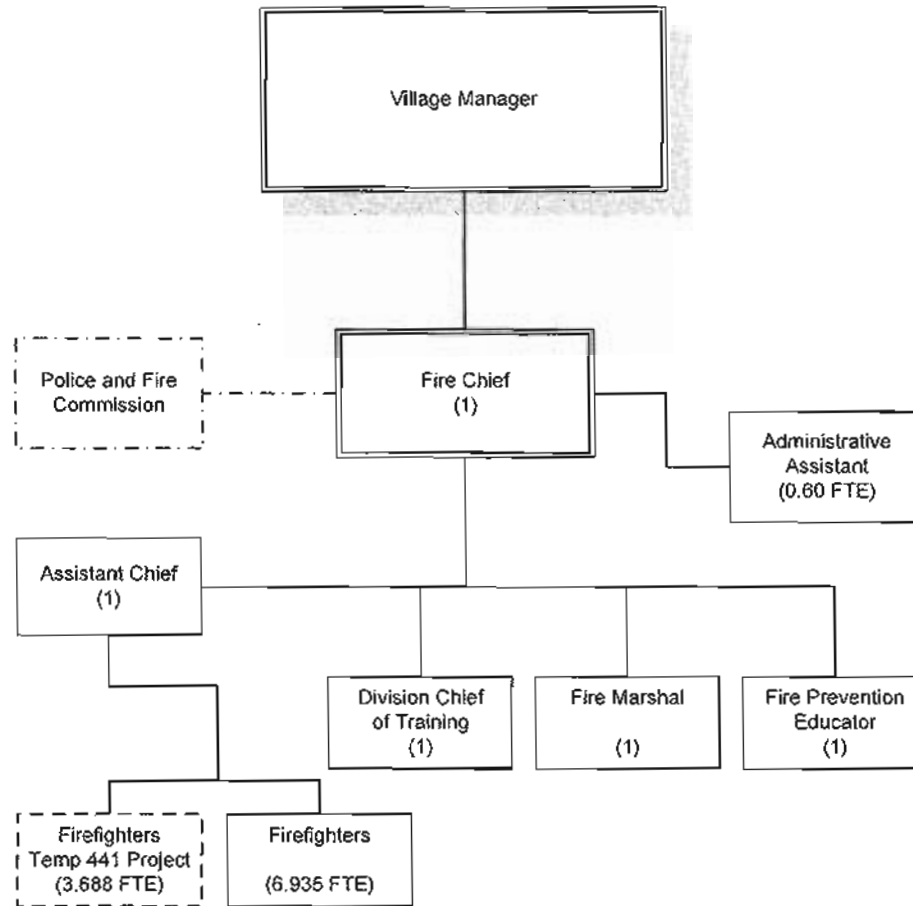 Village Manager
Police and Fire
Commission
Fire Chief
(1)
Administrative
Assistant
(0.60 FTE)
Assistant Chief
(1)
Division Chief
of Training
(1)
Fire Marshal
(1)
Fire Prevention
Educator
(1)
Firefighters
Temp 441 Project
(3.688 FTE)
Firefighters
(6.935 FTE)